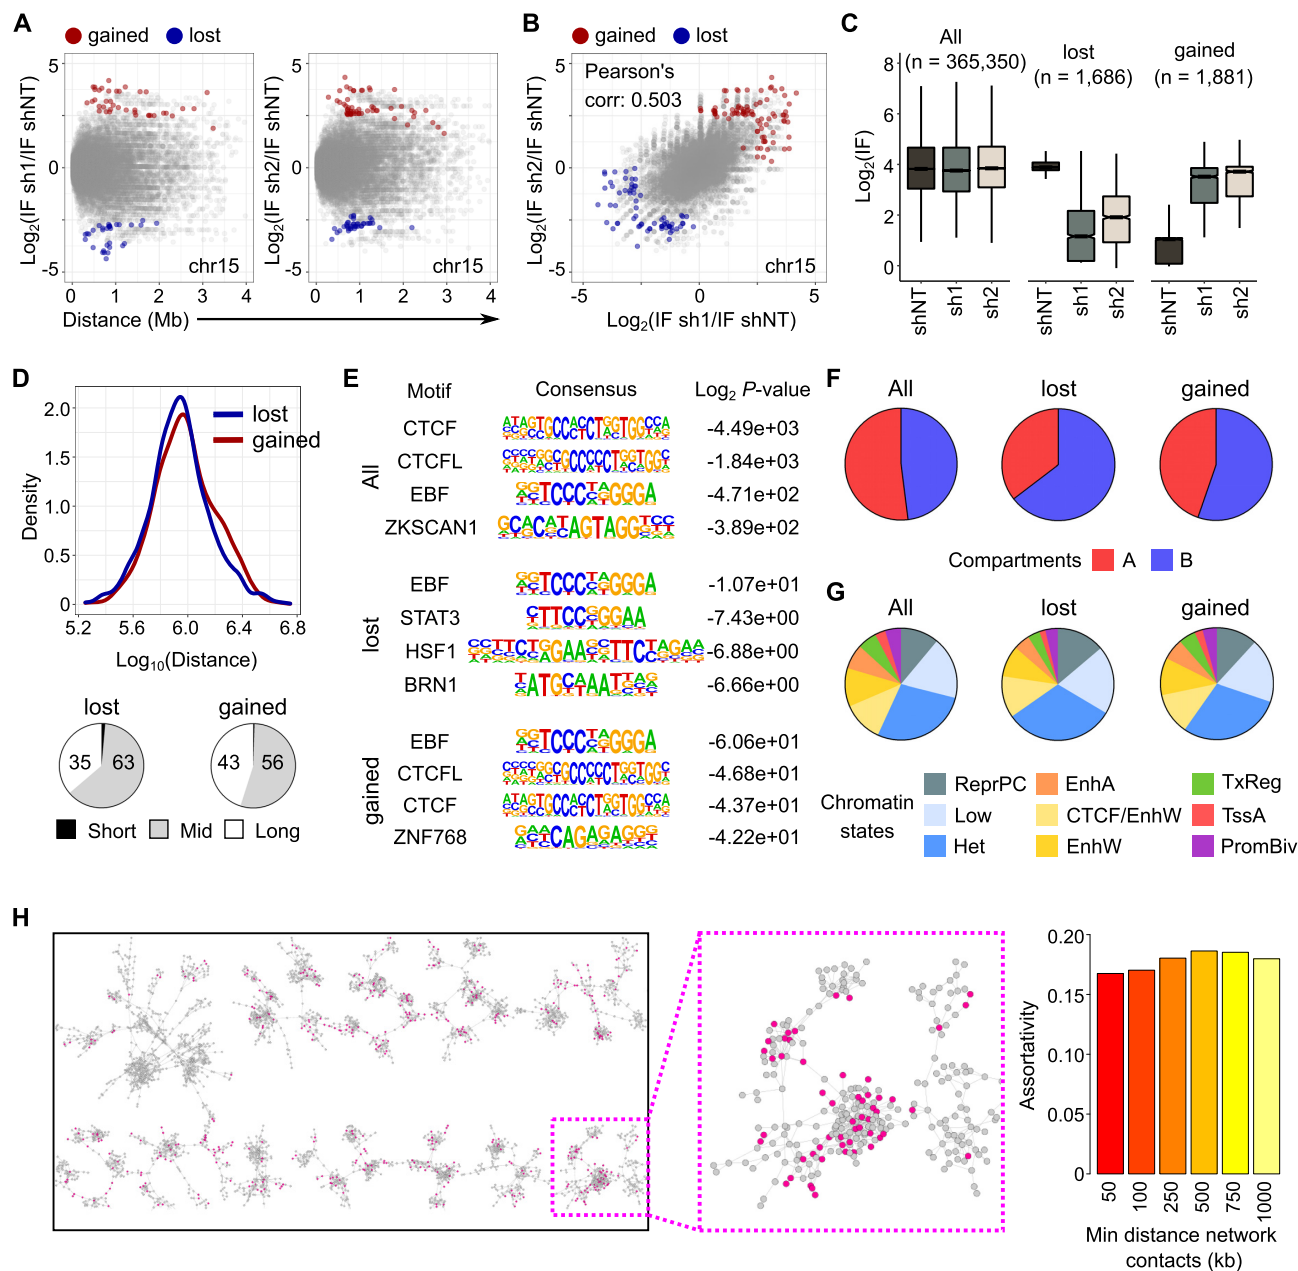 A
gained
lost
Log2(IF sh1/IF shNT)
5
0
-5
chr15
0
1
2
3
4
Log2(IF sh2/IF shNT)
5
0
-5
chr15
0
1
2
3
4
Distance (Mb)
B
gained
lost
Pearson's
corr: 0.503
Log2(IF sh2/IF shNT)
5
0
-5
chr15
-5
0
5
Log2(IF sh1/IF shNT)
C
All
(n = 365,350)
lost
(n = 1,686)
gained
(n = 1,881)
Log2(IF)
8
6
4
2
0
shNT
sh1
sh2
shNT
sh1
sh2
shNT
sh1
sh2
D
lost
gained
Density
2.0
1.5
1.0
0.5
0
5.2
5.6
6.0
6.4
6.8
Log10(Distance)
lost
35
63
gained
43
56
Short
Mid
Long
E
Motif
Consensus
Log2 P-value
All
CTCF
-4.49e+03
CTCFL
-1.84e+03
EBF
-4.71e+02
ZKSCAN1
-3.89e+02
lost
EBF
-1.07e+01
STAT3
-7.43e+00
HSF1
-6.88e+00
BRN1
-6.66e+00
gained
EBF
-6.06e+01
CTCFL
-4.68e+01
CTCF
-4.37e+01
ZNF768
-4.22e+01
F
All
lost
gained
Compartments
A
B
G
All
lost
gained
Chromatin
states
ReprPC
Low
Het
EnhA
CTCF/EnhW
EnhW
TxReg
TssA
PromBiv
H
Assortativity
0.20
0.15
0.10
0.05
0
50
100
250
500
750
1000
Min distance network
contacts (kb)